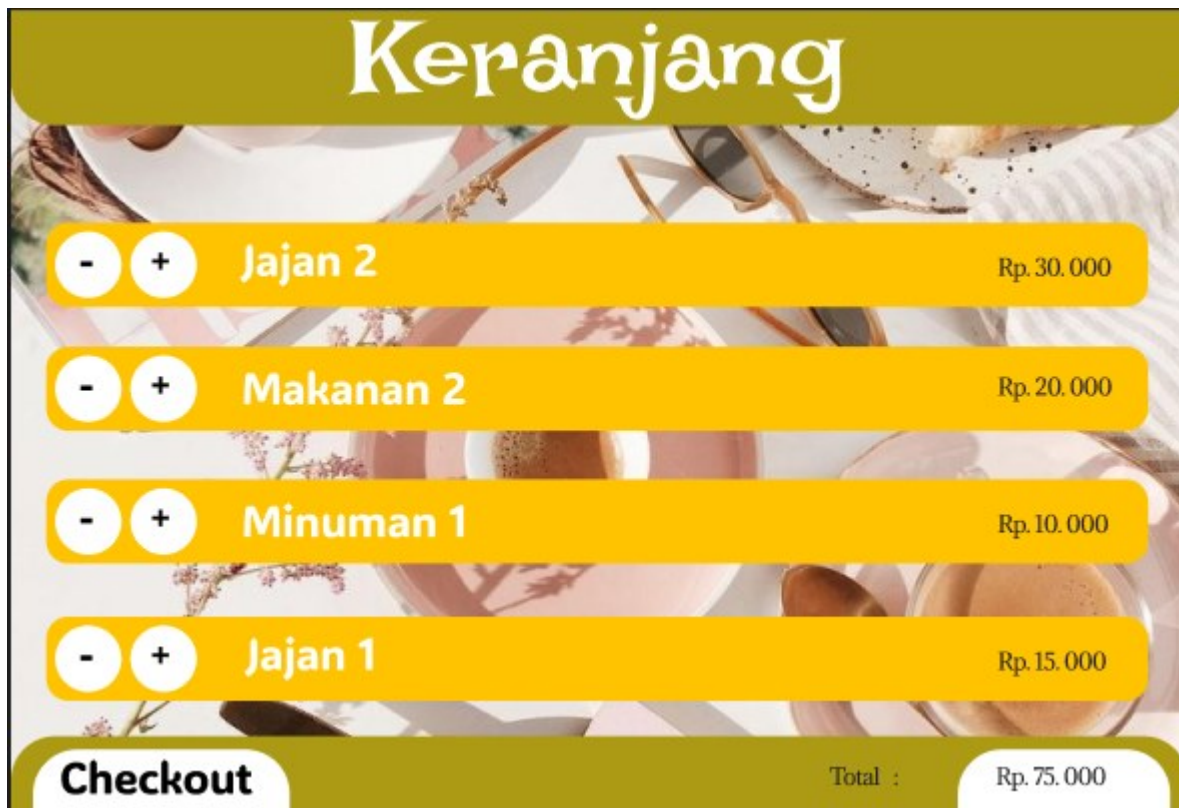 Keranjang
- + Jajan 2 Rp. 30. 000
- + Makanan 2 Rp. 20. 000
- + Minuman 1 Rp. 10. 000
- + Jajan 1 Rp. 15. 000
Checkout Total : Rp. 75. 000